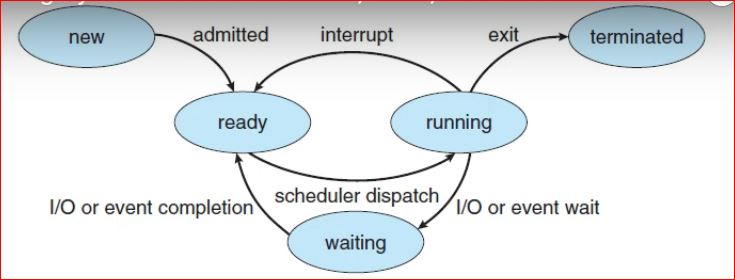 new
admitted
interrupt
exit
terminated
ready
running
scheduler dispatch
I/O or event completion
I/O or event wait
waiting